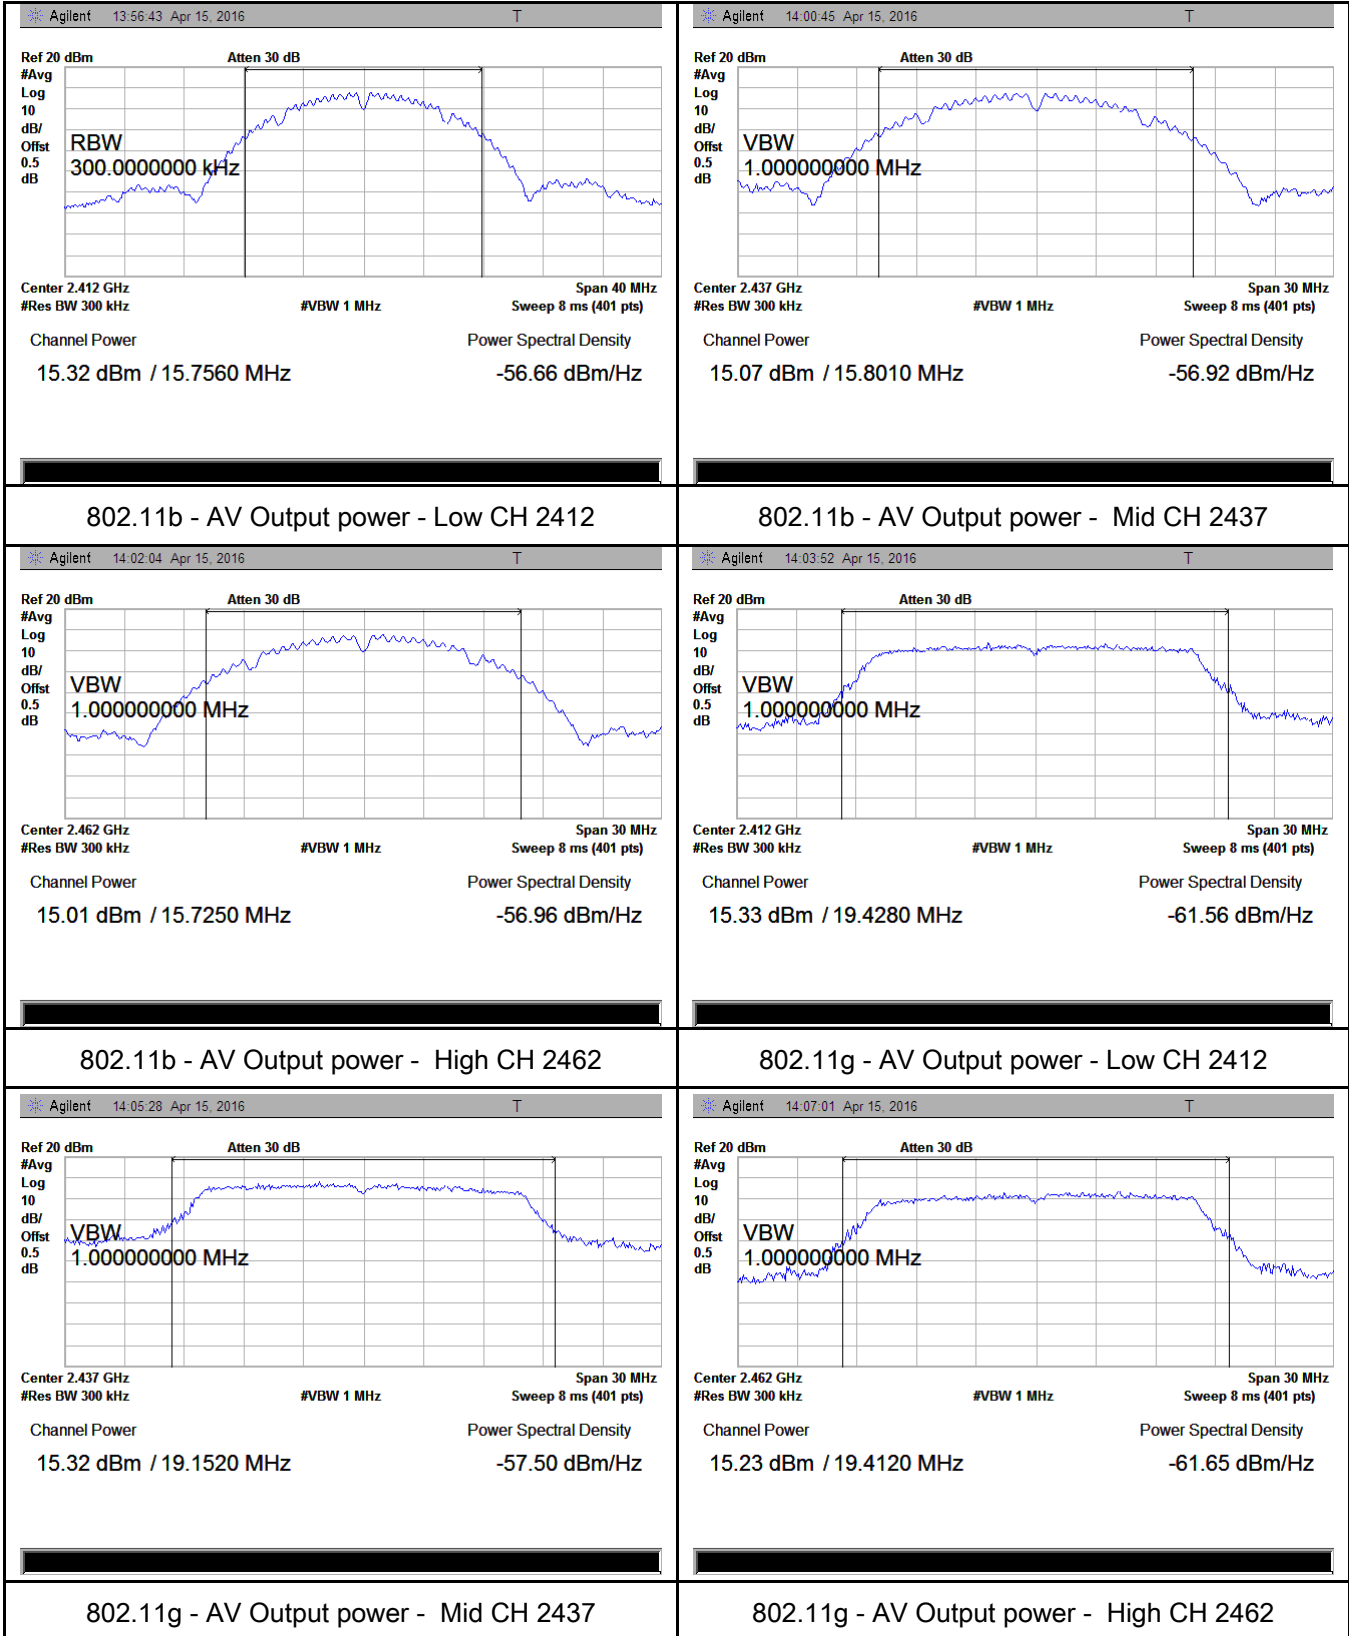 Agilent 13:56:43 Apr 15, 2016 T
Ref 20 dBm Atten 30 dB
#Avg
Log
10
dB/
Offst
0.5
dB
RBW
300.0000000 kHz
Center 2.412 GHz Span 40 MHz
#Res BW 300 kHz #VBW 1 MHz Sweep 8 ms (401 pts)
Channel Power Power Spectral Density
15.32 dBm / 15.7560 MHz -56.66 dBm/Hz
802.11b - AV Output power - Low CH 2412
Agilent 14:00:45 Apr 15, 2016 T
Ref 20 dBm Atten 30 dB
#Avg
Log
10
dB/
Offst
0.5
dB
VBW
1.000000000 MHz
Center 2.437 GHz Span 30 MHz
#Res BW 300 kHz #VBW 1 MHz Sweep 8 ms (401 pts)
Channel Power Power Spectral Density
15.07 dBm / 15.8010 MHz -56.92 dBm/Hz
802.11b - AV Output power - Mid CH 2437
Agilent 14:02:04 Apr 15, 2016 T
Ref 20 dBm Atten 30 dB
#Avg
Log
10
dB/
Offst
0.5
dB
VBW
1.000000000 MHz
Center 2.462 GHz Span 30 MHz
#Res BW 300 kHz #VBW 1 MHz Sweep 8 ms (401 pts)
Channel Power Power Spectral Density
15.01 dBm / 15.7250 MHz -56.96 dBm/Hz
802.11b - AV Output power - High CH 2462
Agilent 14:03:52 Apr 15, 2016 T
Ref 20 dBm Atten 30 dB
#Avg
Log
10
dB/
Offst
0.5
dB
VBW
1.000000000 MHz
Center 2.412 GHz Span 30 MHz
#Res BW 300 kHz #VBW 1 MHz Sweep 8 ms (401 pts)
Channel Power Power Spectral Density
15.33 dBm / 19.4280 MHz -61.56 dBm/Hz
802.11g - AV Output power - Low CH 2412
Agilent 14:05:28 Apr 15, 2016 T
Ref 20 dBm Atten 30 dB
#Avg
Log
10
dB/
Offst
0.5
dB
VBW
1.000000000 MHz
Center 2.437 GHz Span 30 MHz
#Res BW 300 kHz #VBW 1 MHz Sweep 8 ms (401 pts)
Channel Power Power Spectral Density
15.32 dBm / 19.1520 MHz -57.50 dBm/Hz
802.11g - AV Output power - Mid CH 2437
Agilent 14:07:01 Apr 15, 2016 T
Ref 20 dBm Atten 30 dB
#Avg
Log
10
dB/
Offst
0.5
dB
VBW
1.000000000 MHz
Center 2.462 GHz Span 30 MHz
#Res BW 300 kHz #VBW 1 MHz Sweep 8 ms (401 pts)
Channel Power Power Spectral Density
15.23 dBm / 19.4120 MHz -61.65 dBm/Hz
802.11g - AV Output power - High CH 2462